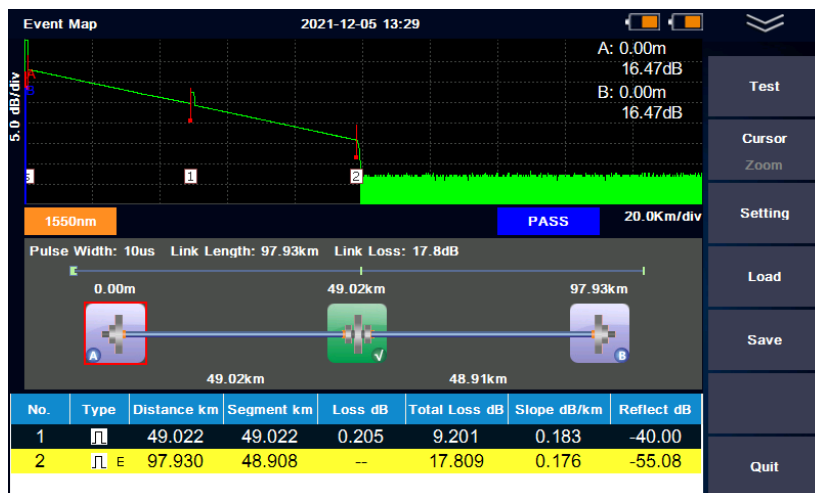 Event Map 2021-12-05 13:29
A: 0.00m
16.47dB
B: 0.00m
16.47dB
5.0 dB/div
s 1 2
1550nm PASS 20.0Km/div
Pulse Width: 10us Link Length: 97.93km Link Loss: 17.8dB
0.00m 49.02km 97.93km
A √ B
49.02km 48.91km
No. Type Distance km Segment km Loss dB Total Loss dB Slope dB/km Reflect dB
1 49.022 49.022 0.205 9.201 0.183 -40.00
2 E 97.930 48.908 -- 17.809 0.176 -55.08
Test
Cursor
Zoom
Setting
Load
Save
Quit